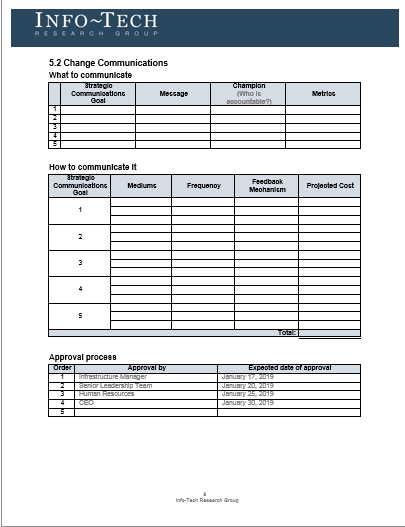 INFO~TECH
RESEARCH GROUP
5.2 Change Communications
What to communicate
Strategic Communications Goal Message Champion (Who is accountable?) Metrics
1
2
3
4
5
How to communicate it
Strategic Communications Goal Mediums Frequency Feedback Mechanism Projected Cost
1
2
3
4
5
Total:
Approval process
Order Approval by Expected date of approval
1 Infrastructure Manager January 17, 2019
2 Senior Leadership Team January 20, 2019
3 Human Resources January 25, 2019
4 CEO January 30, 2019
5
Info-Tech Research Group